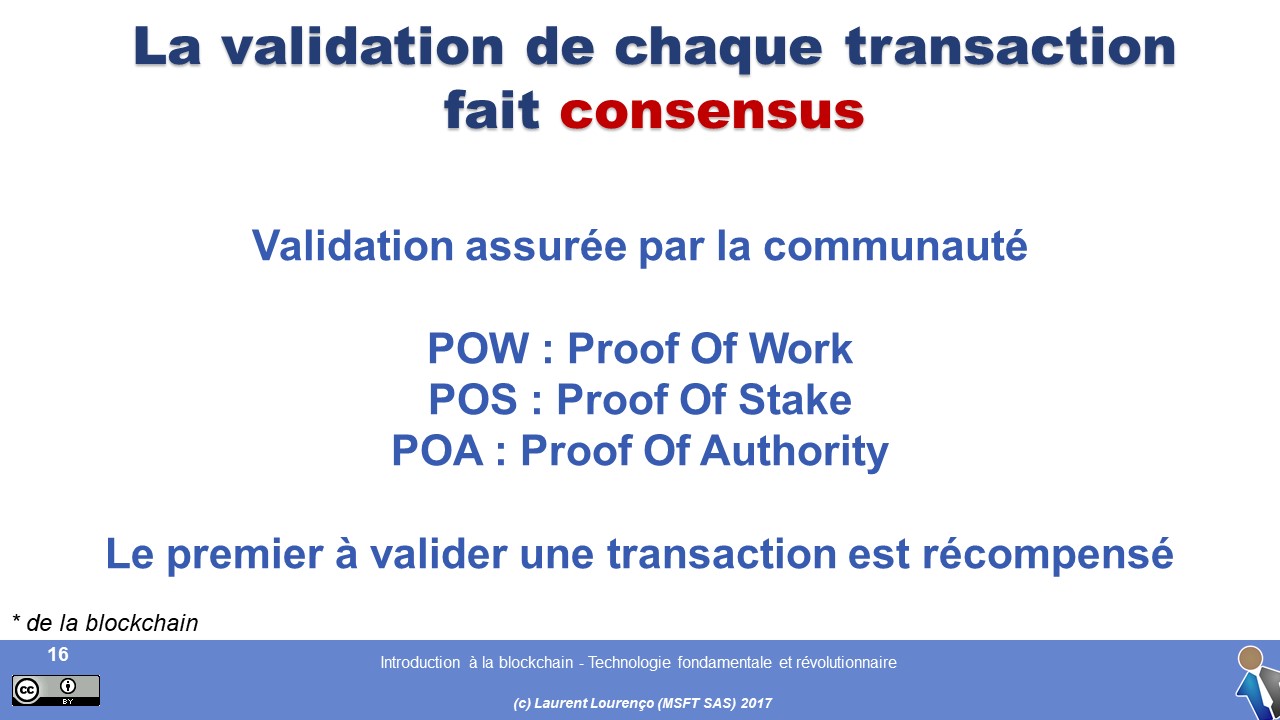 La validation de chaque transaction
fait consensus
Validation assurée par la communauté
POW : Proof Of Work
POS : Proof Of Stake
POA : Proof Of Authority
Le premier à valider une transaction est récompensé
* de la blockchain
16
Introduction à la blockchain - Technologie fondamentale et révolutionnaire
cc
BY
(c) Laurent Lourenço (MSFT SAS) 2017